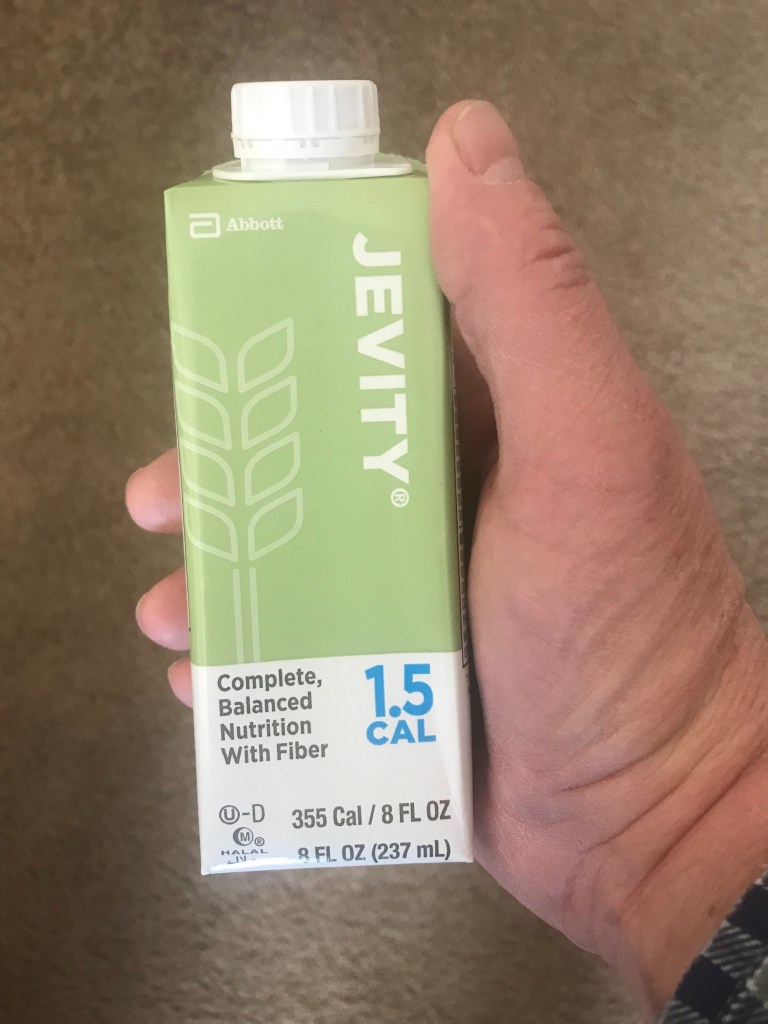 Abbott
JEVITY®
Complete,
Balanced
Nutrition
With Fiber
1.5
CAL
Ⓤ-D
M®
HALAL
355 Cal / 8 FL OZ
8 FL OZ (237 mL)